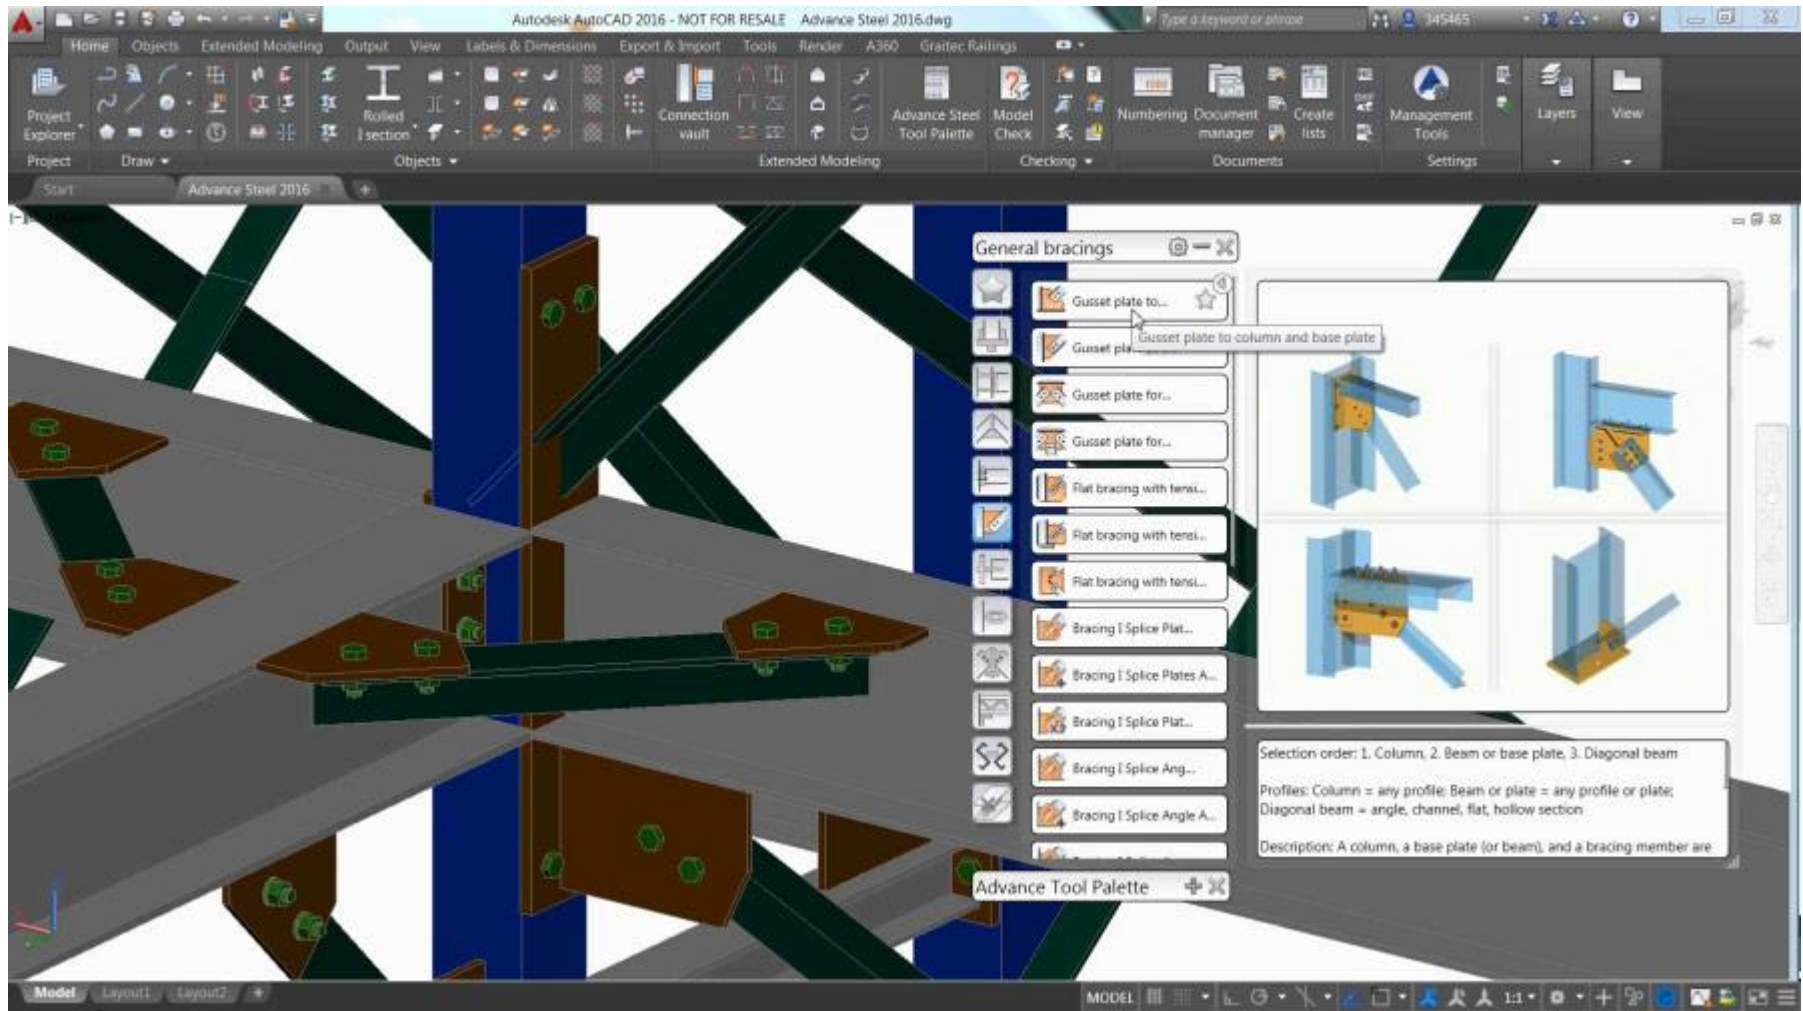 Autodesk AutoCAD 2016 - NOT FOR RESALE Advance Steel 2016.dwg
Type a keyword or phrase
345465
Home Objects Extended Modeling Output View Labels & Dimensions Export & Import Tools Render A360 Graitec Railings
Project Explorer
Rolled I section
Connection vault
Advance Steel Tool Palette
Model Check
Numbering
Document manager
Create lists
Management Tools
Layers
View
Project Draw Objects Extended Modeling Checking Documents Settings
Start Advance Steel 2016
General bracings
Gusset plate to...
Gusset plate to column and base plate
Gusset pla
Gusset plate for...
Gusset plate for...
Flat bracing with tensi...
Flat bracing with tensi...
Flat bracing with tensi...
Bracing I Splice Plat...
Bracing I Splice Plates A...
Bracing I Splice Plat...
Bracing I Splice Ang...
Bracing I Splice Angle A...
Selection order: 1. Column, 2. Beam or base plate, 3. Diagonal beam
Profiles: Column = any profile; Beam or plate = any profile or plate;
Diagonal beam = angle, channel, flat, hollow section
Description: A column, a base plate (or beam), and a bracing member are
Advance Tool Palette
Model Layout1 Layout2 +
MODEL 1:1